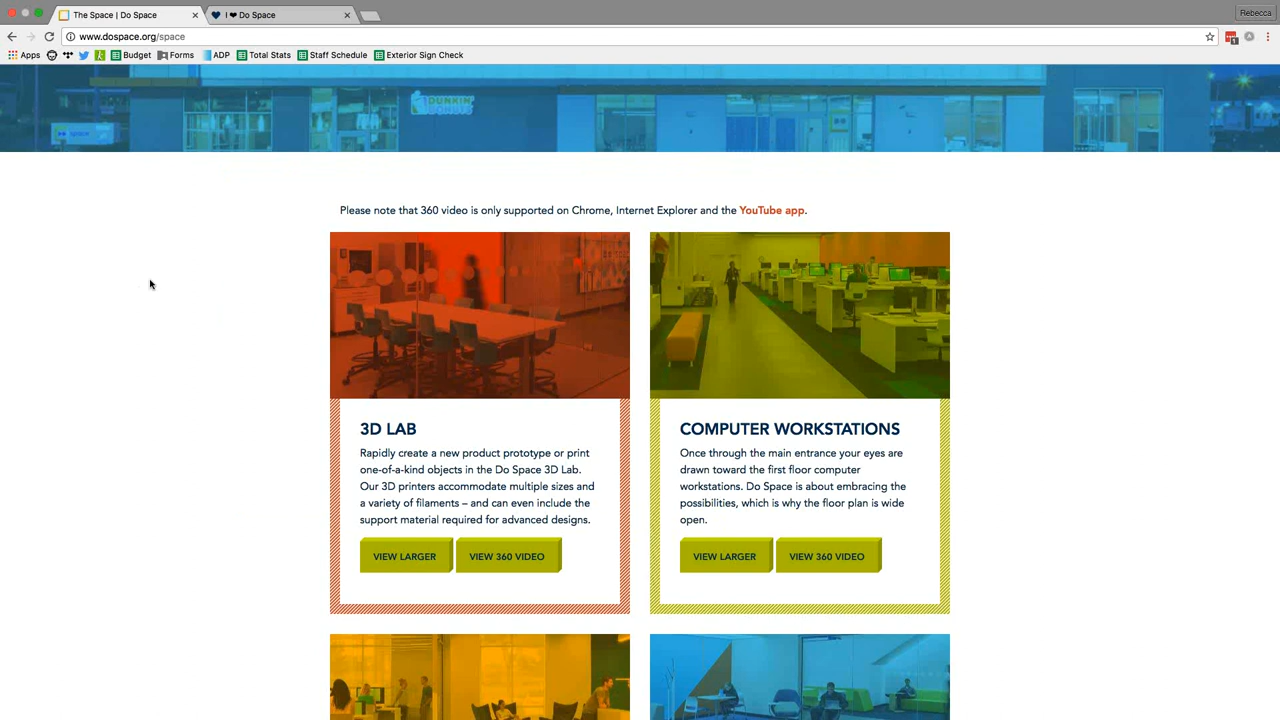 The Space | Do Space
I ❤ Do Space
Rebecca
www.dospace.org/space
1
Apps
Budget
Forms
ADP
Total Stats
Staff Schedule
Exterior Sign Check
DUNKIN' DONUTS
space
Please note that 360 video is only supported on Chrome, Internet Explorer and the YouTube app.
3D LAB
Rapidly create a new product prototype or print
one-of-a-kind objects in the Do Space 3D Lab.
Our 3D printers accommodate multiple sizes and
a variety of filaments – and can even include the
support material required for advanced designs.
VIEW LARGER
VIEW 360 VIDEO
COMPUTER WORKSTATIONS
Once through the main entrance your eyes are
drawn toward the first floor computer
workstations. Do Space is about embracing the
possibilities, which is why the floor plan is wide
open.
VIEW LARGER
VIEW 360 VIDEO